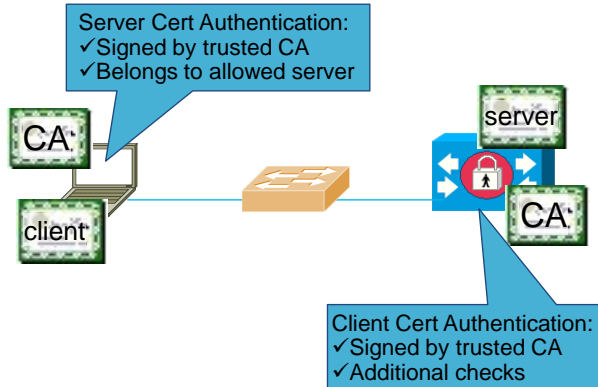 Server Cert Authentication:
✓Signed by trusted CA
✓Belongs to allowed server
CA
client
server
CA
Client Cert Authentication:
✓Signed by trusted CA
✓Additional checks